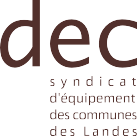 dec
syndicat
d'équipement
des communes
des Landes